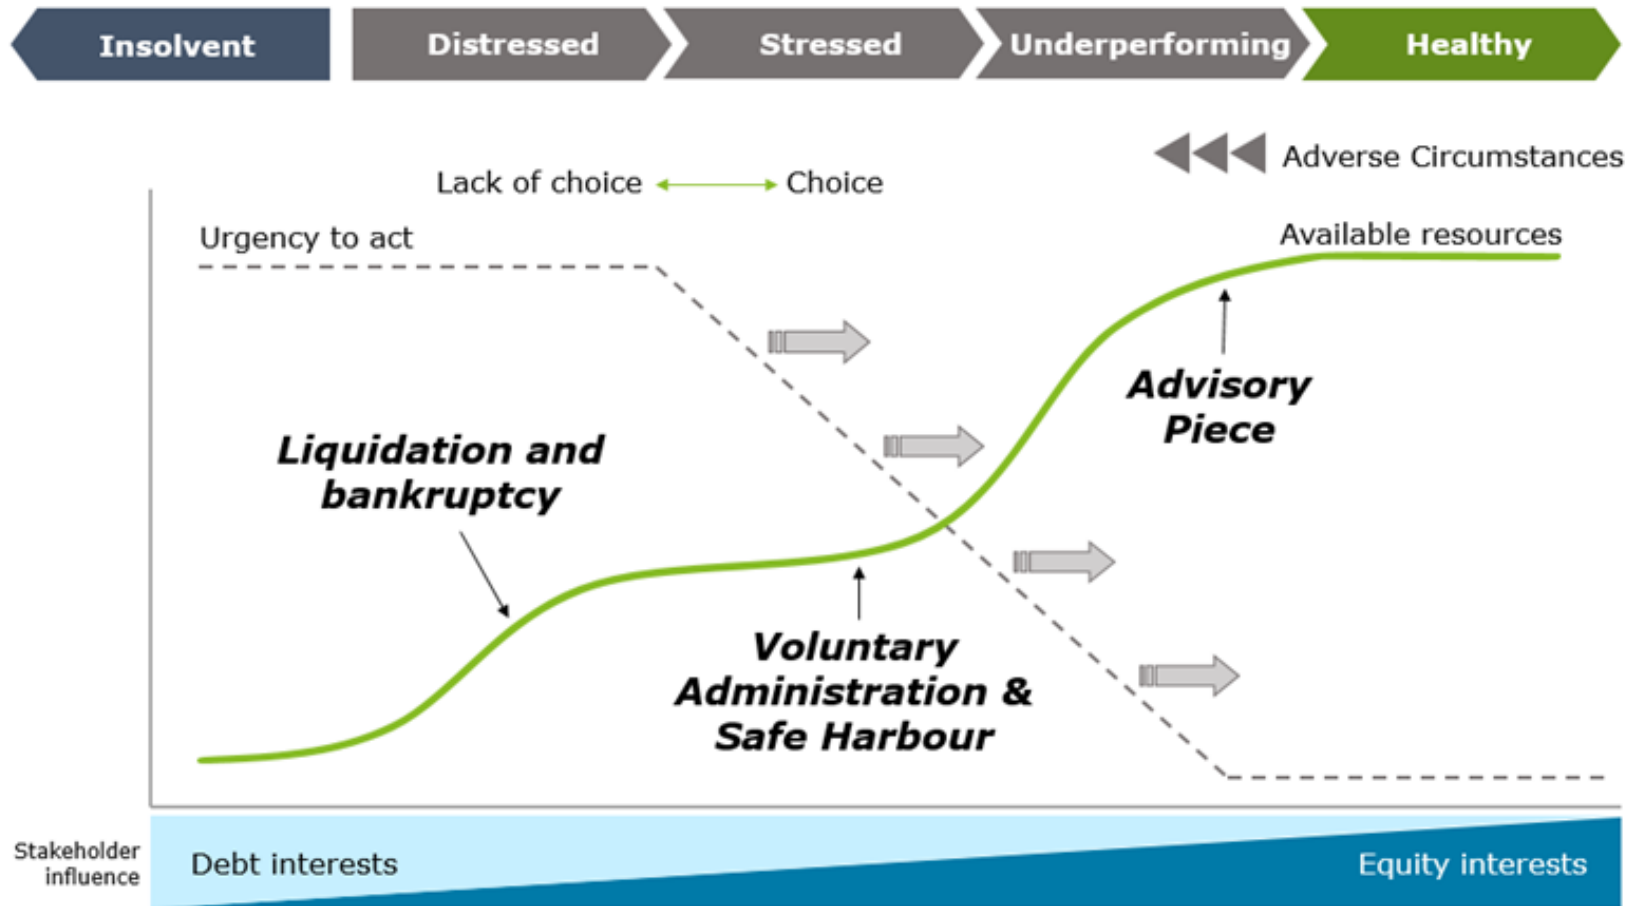 Insolvent
Distressed
Stressed
Underperforming
Healthy
Adverse Circumstances
Lack of choice
Choice
Urgency to act
Available resources
Advisory
Piece
Liquidation and
bankruptcy
Voluntary
Administration &
Safe Harbour
Stakeholder
influence
Debt interests
Equity interests